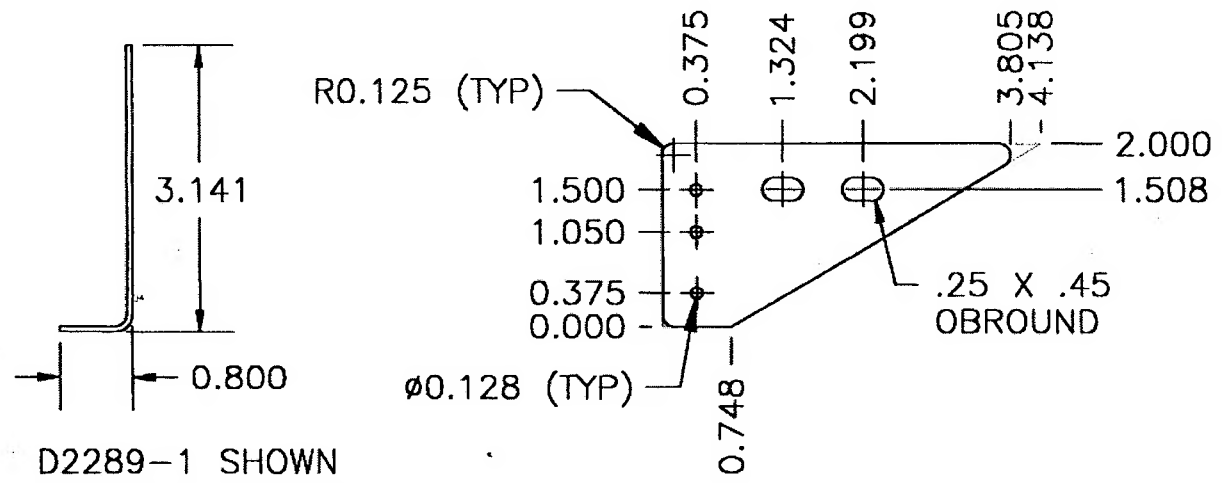 0.375
1.324
2.199
3.805
4.138
R0.125 (TYP)
2.000
3.141
1.500
1.508
1.050
0.375
.25 X .45
OBROUND
0.000
0.800
ø0.128 (TYP)
0.748
D2289-1 SHOWN